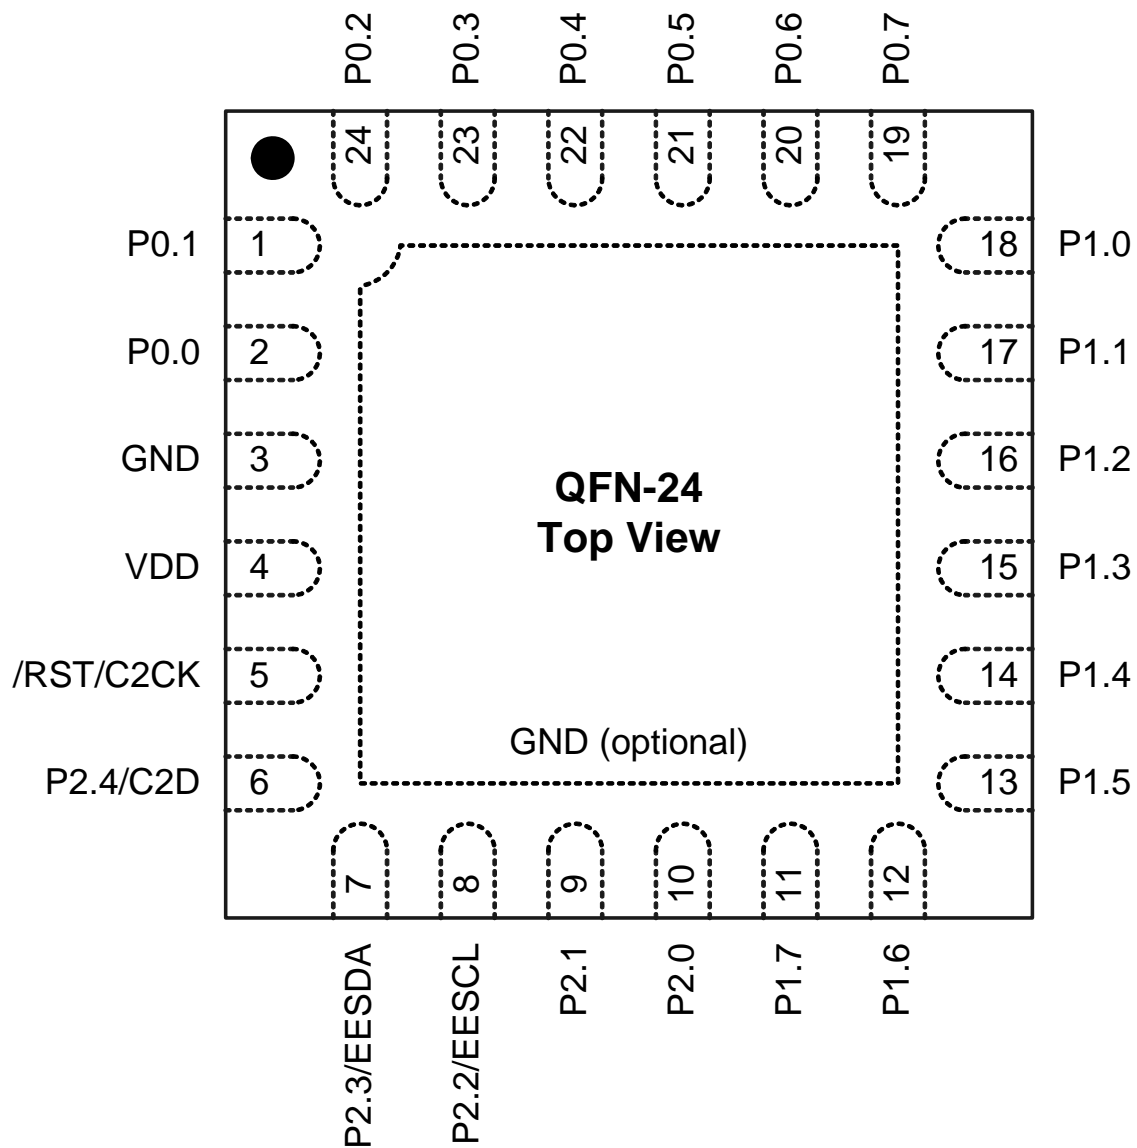 P0.2
P0.3
P0.4
P0.5
P0.6
P0.7
24
23
22
21
20
19
P0.1 1
18 P1.0
P0.0 2
17 P1.1
GND 3
16 P1.2
QFN-24
Top View
VDD 4
15 P1.3
/RST/C2CK 5
14 P1.4
GND (optional)
P2.4/C2D 6
13 P1.5
7
8
9
10
11
12
P2.3/EESDA
P2.2/EESCL
P2.1
P2.0
P1.7
P1.6